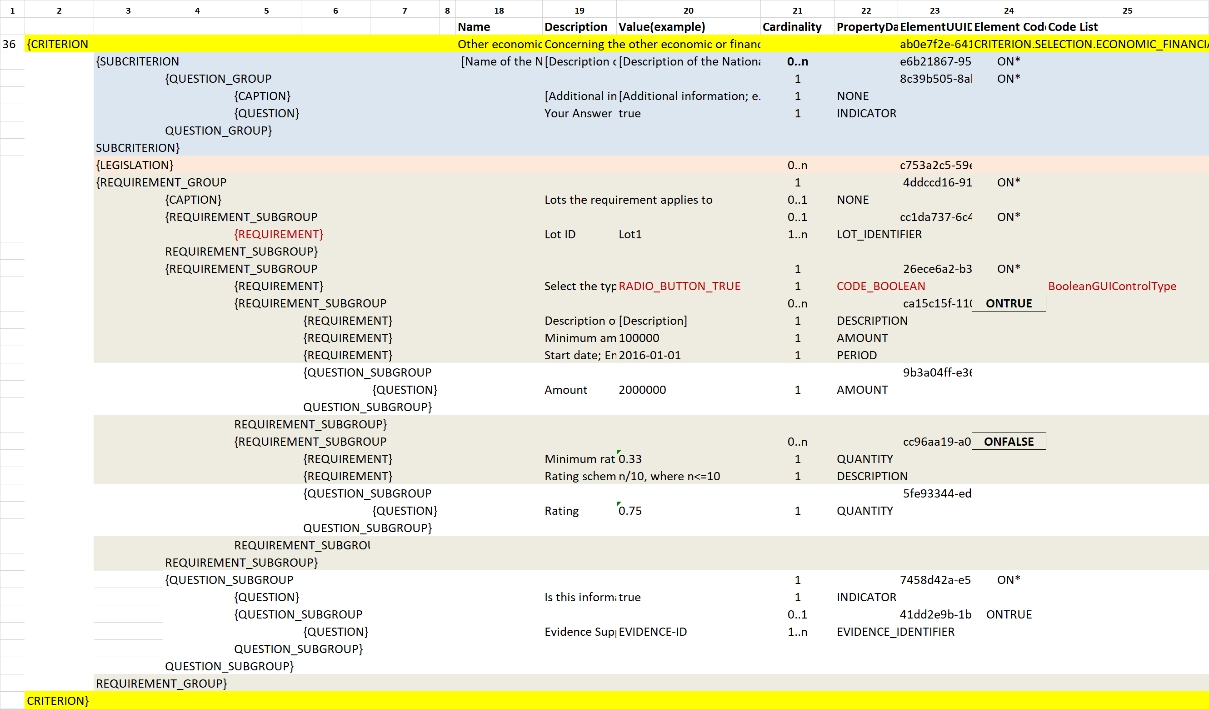 1 2 3 4 5 6 7 8 18 19 20 21 22 23 24 25
Name Description Value(example) Cardinality PropertyDa ElementUUID Element Code Code List
36 {CRITERION Other economic Concerning the other economic or financ ab0e7f2e-641 CRITERION.SELECTION.ECONOMIC_FINANCIA
{SUBCRITERION [Name of the N [Description o [Description of the Nationa 0..n e6b21867-95 ON*
{QUESTION_GROUP 1 8c39b505-8a ON*
{CAPTION} [Additional in [Additional information; e. 1 NONE
{QUESTION} Your Answer true 1 INDICATOR
QUESTION_GROUP}
SUBCRITERION}
{LEGISLATION} 0..n c753a2c5-59e
{REQUIREMENT_GROUP 1 4ddccd16-91 ON*
{CAPTION} Lots the requirement applies to 0..1 NONE
{REQUIREMENT_SUBGROUP 0..1 cc1da737-6c4 ON*
{REQUIREMENT} Lot ID Lot1 1..n LOT_IDENTIFIER
REQUIREMENT_SUBGROUP}
{REQUIREMENT_SUBGROUP 1 26ece6a2-b3 ON*
{REQUIREMENT} Select the typ RADIO_BUTTON_TRUE 1 CODE_BOOLEAN BooleanGUIControlType
{REQUIREMENT_SUBGROUP 0..n ca15c15f-110 ONTRUE
{REQUIREMENT} Description o [Description] 1 DESCRIPTION
{REQUIREMENT} Minimum am 100000 1 AMOUNT
{REQUIREMENT} Start date; En 2016-01-01 1 PERIOD
{QUESTION_SUBGROUP 9b3a04ff-e36
{QUESTION} Amount 2000000 1 AMOUNT
QUESTION_SUBGROUP}
REQUIREMENT_SUBGROUP}
{REQUIREMENT_SUBGROUP 0..n cc96aa19-a0 ONFALSE
{REQUIREMENT} Minimum rat 0.33 1 QUANTITY
{REQUIREMENT} Rating schem n/10, where n<=10 1 DESCRIPTION
{QUESTION_SUBGROUP 5fe93344-ed
{QUESTION} Rating 0.75 1 QUANTITY
QUESTION_SUBGROUP}
REQUIREMENT_SUBGROU
REQUIREMENT_SUBGROUP}
{QUESTION_SUBGROUP 1 7458d42a-e5 ON*
{QUESTION} Is this inform true 1 INDICATOR
{QUESTION_SUBGROUP 0..1 41dd2e9b-1b ONTRUE
{QUESTION} Evidence Supp EVIDENCE-ID 1..n EVIDENCE_IDENTIFIER
QUESTION_SUBGROUP}
QUESTION_SUBGROUP}
REQUIREMENT_GROUP}
CRITERION}